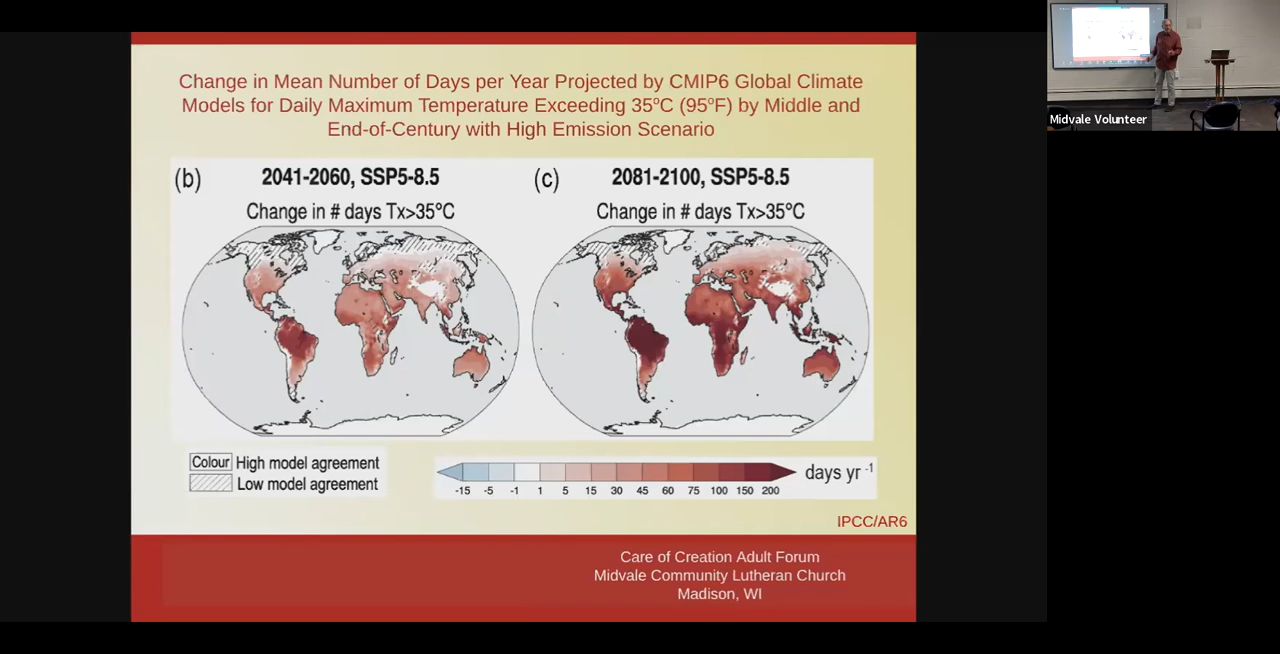 Change in Mean Number of Days per Year Projected by CMIP6 Global Climate
Models for Daily Maximum Temperature Exceeding 35ºC (95ºF) by Middle and
End-of-Century with High Emission Scenario
(b) 2041-2060, SSP5-8.5
Change in # days Tx>35ºC
(c) 2081-2100, SSP5-8.5
Change in # days Tx>35ºC
Colour High model agreement
Low model agreement
-15 -5 -1 1 5 15 30 45 60 75 100 150 200
days yr -1
IPCC/AR6
Care of Creation Adult Forum
Midvale Community Lutheran Church
Madison, WI
Midvale Volunteer